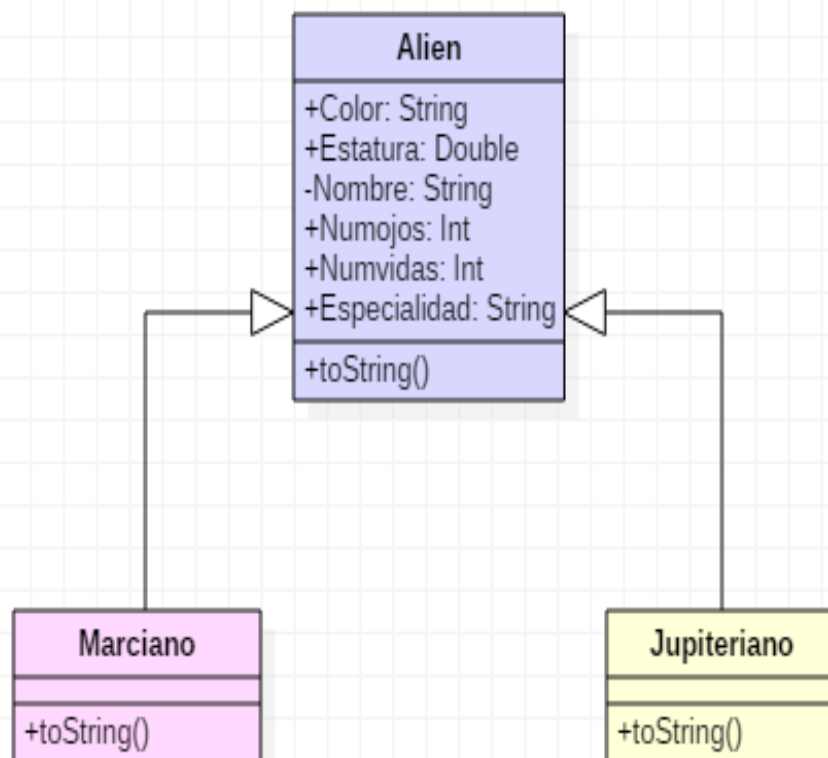 Alien
+Color: String
+Estatura: Double
-Nombre: String
+Numojos: Int
+Numvidas: Int
+Especialidad: String
+toString()
Marciano
+toString()
Jupiteriano
+toString()